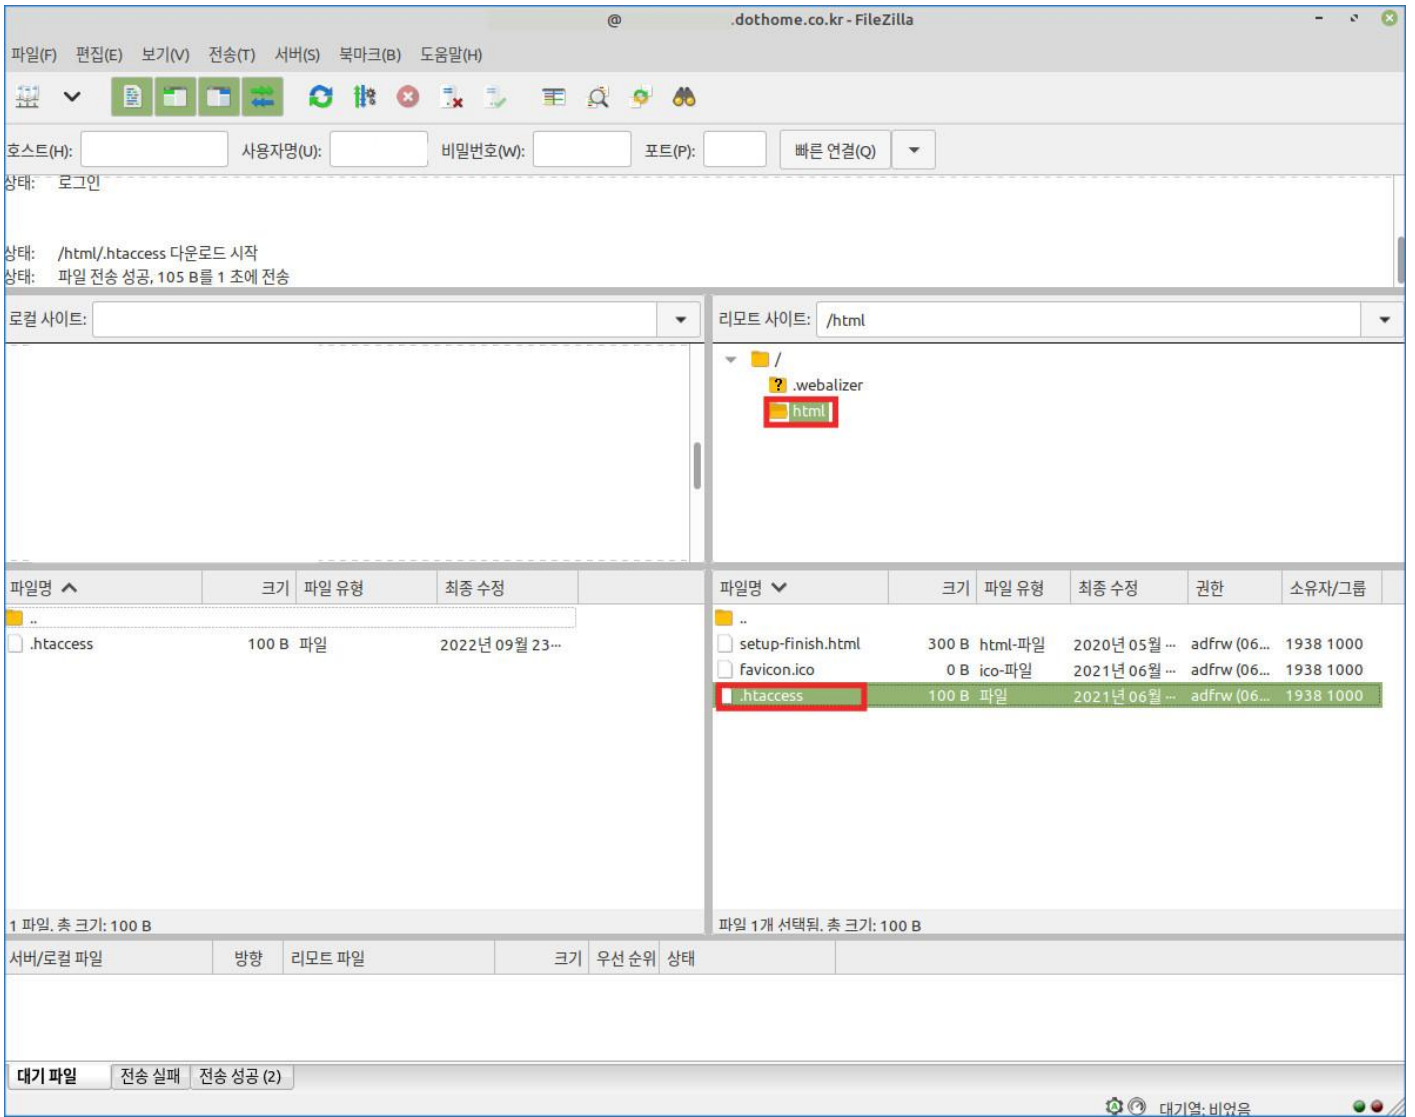 @ .dothome.co.kr - FileZilla
파일(F) 편집(E) 보기(V) 전송(T) 서버(S) 북마크(B) 도움말(H)
호스트(H): 사용자명(U): 비밀번호(W): 포트(P): 빠른 연결(Q)
상태: 로그인
상태: /html/.htaccess 다운로드 시작
상태: 파일 전송 성공, 105 B를 1 초에 전송
로컬 사이트:
리모트 사이트: /html
/
? .webalizer
html
파일명 크기 파일 유형 최종 수정
..
.htaccess 100 B 파일 2022년 09월 23...
1 파일. 총 크기: 100 B
파일명 크기 파일 유형 최종 수정 권한 소유자/그룹
..
setup-finish.html 300 B html-파일 2020년 05월 ... adfrw (06... 1938 1000
favicon.ico 0 B ico-파일 2021년 06월 ... adfrw (06... 1938 1000
.htaccess 100 B 파일 2021년 06월 ... adfrw (06... 1938 1000
파일 1개 선택됨. 총 크기: 100 B
서버/로컬 파일 방향 리모트 파일 크기 우선 순위 상태
대기 파일 전송 실패 전송 성공 (2)
대기열: 비었음